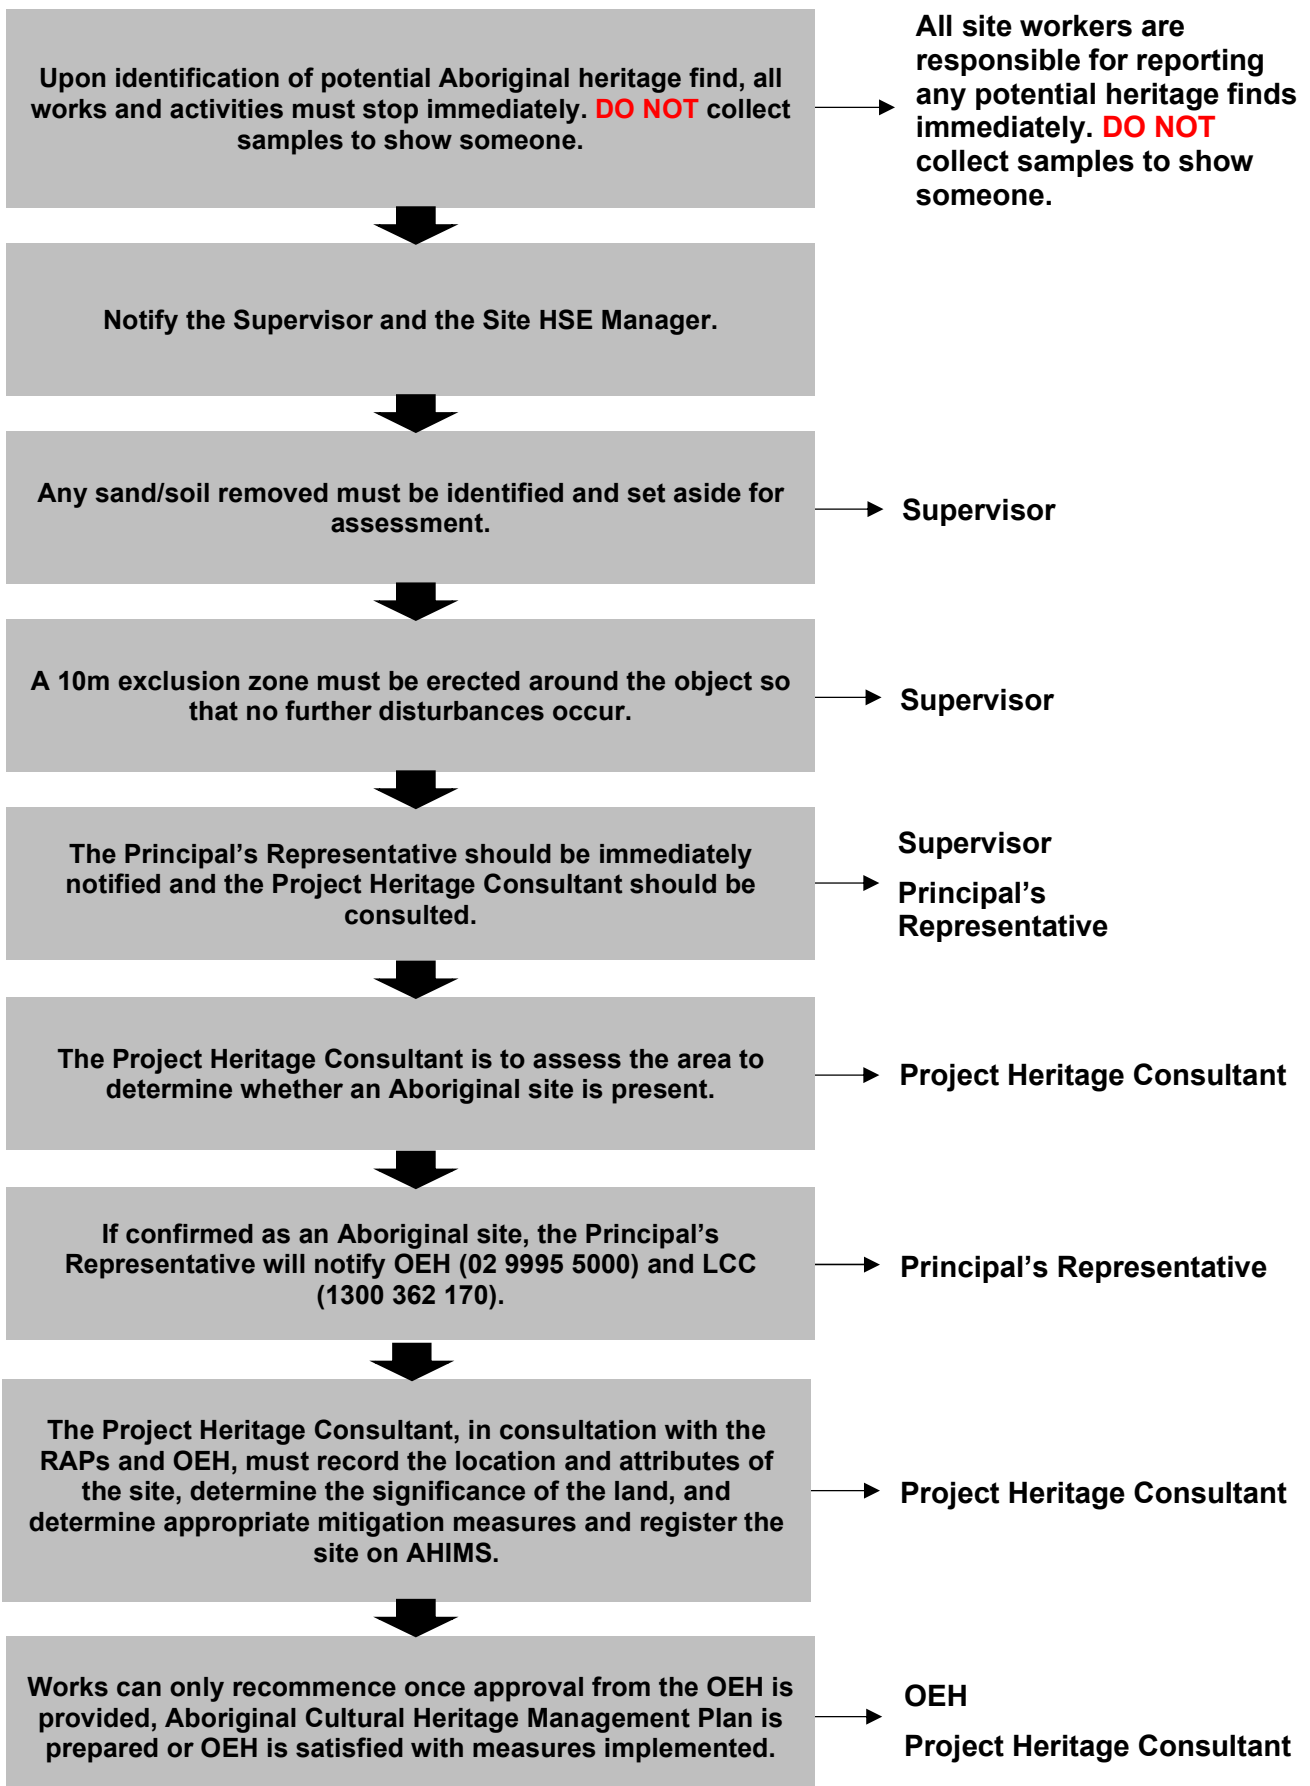 Upon identification of potential Aboriginal heritage find, all
works and activities must stop immediately. DO NOT collect
samples to show someone.
All site workers are
responsible for reporting
any potential heritage finds
immediately. DO NOT
collect samples to show
someone.
Notify the Supervisor and the Site HSE Manager.
Any sand/soil removed must be identified and set aside for
assessment.
Supervisor
A 10m exclusion zone must be erected around the object so
that no further disturbances occur.
Supervisor
The Principal’s Representative should be immediately
notified and the Project Heritage Consultant should be
consulted.
Supervisor
Principal’s
Representative
The Project Heritage Consultant is to assess the area to
determine whether an Aboriginal site is present.
Project Heritage Consultant
If confirmed as an Aboriginal site, the Principal’s
Representative will notify OEH (02 9995 5000) and LCC
(1300 362 170).
Principal’s Representative
The Project Heritage Consultant, in consultation with the
RAPs and OEH, must record the location and attributes of
the site, determine the significance of the land, and
determine appropriate mitigation measures and register the
site on AHIMS.
Project Heritage Consultant
Works can only recommence once approval from the OEH is
provided, Aboriginal Cultural Heritage Management Plan is
prepared or OEH is satisfied with measures implemented.
OEH
Project Heritage Consultant